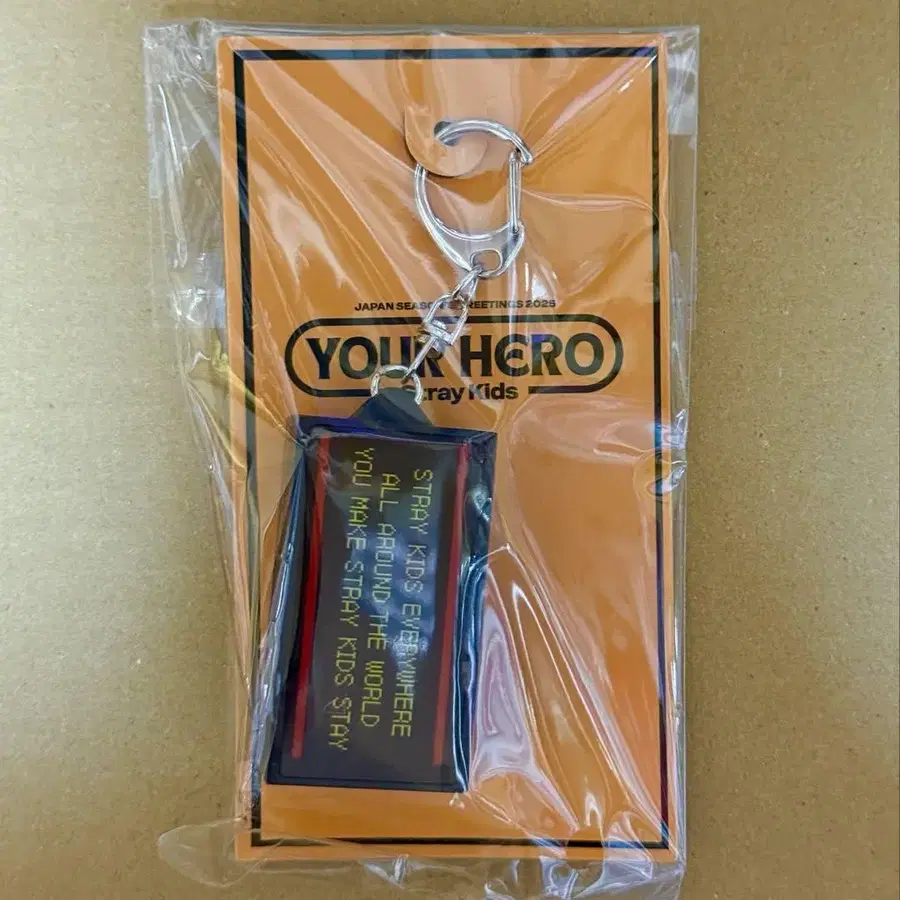 JAPAN SEASON'S GREETINGS 2025
YOUR HERO
Stray Kids
STRAY KIDS EVERYWHERE
ALL AROUND THE WORLD
YOU MAKE STRAY KIDS STAY